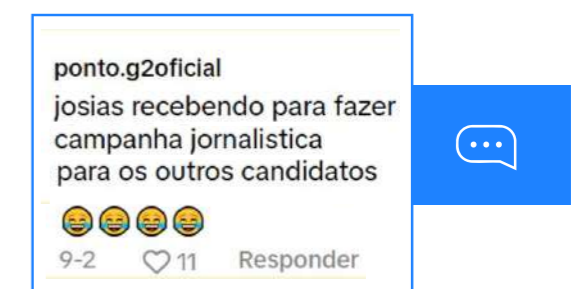 ponto.g2oficial
josias recebendo para fazer
campanha jornalistica
para os outros candidatos
😂😂😂😂
9-2 11 Responder